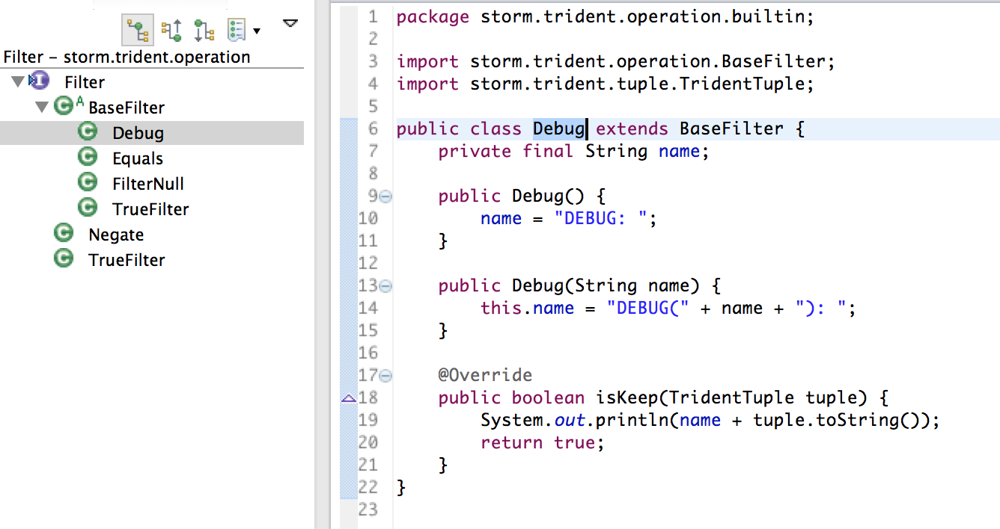 Filter – storm.trident.operation
Filter
BaseFilter
Debug
Equals
FilterNull
TrueFilter
Negate
TrueFilter
1 package storm.trident.operation.builtin;
2
3 import storm.trident.operation.BaseFilter;
4 import storm.trident.tuple.TridentTuple;
5
6 public class Debug extends BaseFilter {
7     private final String name;
8
9     public Debug() {
10         name = "DEBUG: ";
11     }
12
13     public Debug(String name) {
14         this.name = "DEBUG(" + name + "): ";
15     }
16
17     @Override
18     public boolean isKeep(TridentTuple tuple) {
19         System.out.println(name + tuple.toString());
20         return true;
21     }
22 }
23